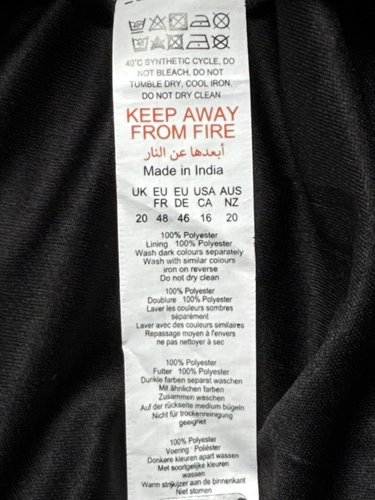 40°C SYNTHETIC CYCLE, DO
NOT BLEACH, DO NOT
TUMBLE DRY, COOL IRON,
DO NOT DRY CLEAN
KEEP AWAY
FROM FIRE
أبعدها عن النار
Made in India
UK EU EU USA AUS
FR DE CA NZ
20 48 46 16 20
100% Polyester
Lining 100% Polyester
Wash dark colours separately
Wash with similar colours
iron on reverse
Do not dry clean
100% Polyester
Doublure 100% Polyester
Laver les couleurs sombres
séparément
Laver avec des couleurs similaires
Repassage moyen à l'envers
ne pas nettoyer à sec
100% Polyester
Futter 100% Polyester
Dunkle farben separat waschen
Mit ähnlichen farben
Zusammen waschen
Auf der rückseite medium bügeln
Nicht für trockenreinigung
geeignet
100% Polyester
Voering Poliéster
Donkere kleuren apart wassen
Met soortgelijke kleuren
wassen
Warm strijkijzer aan de binnenkant
Niet stomen